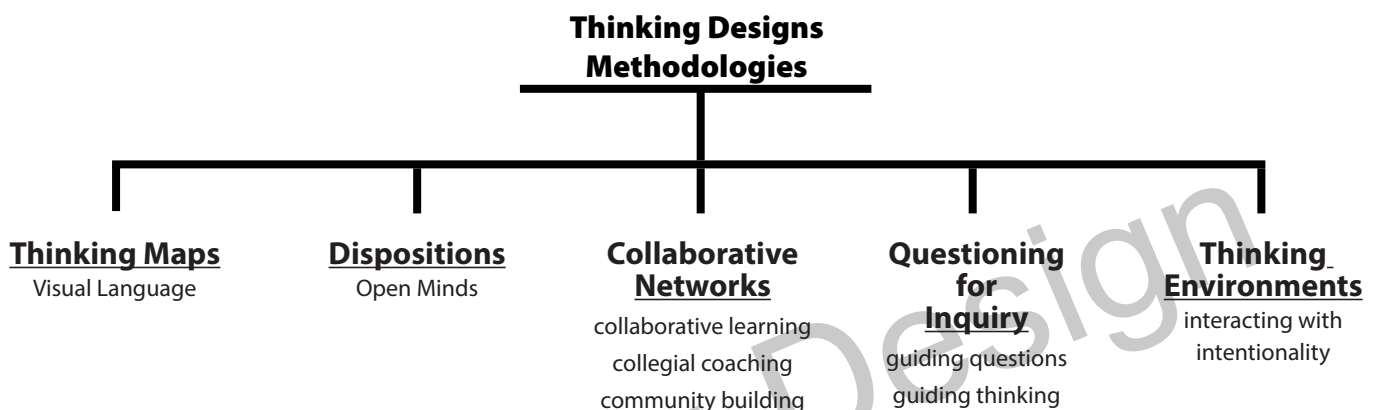 Thinking Designs
Methodologies
Thinking Maps
Visual Language
Dispositions
Open Minds
Collaborative
Networks
collaborative learning
collegial coaching
community building
Questioning
for
Inquiry
guiding questions
guiding thinking
Thinking
Environments
interacting with
intentionality
Design